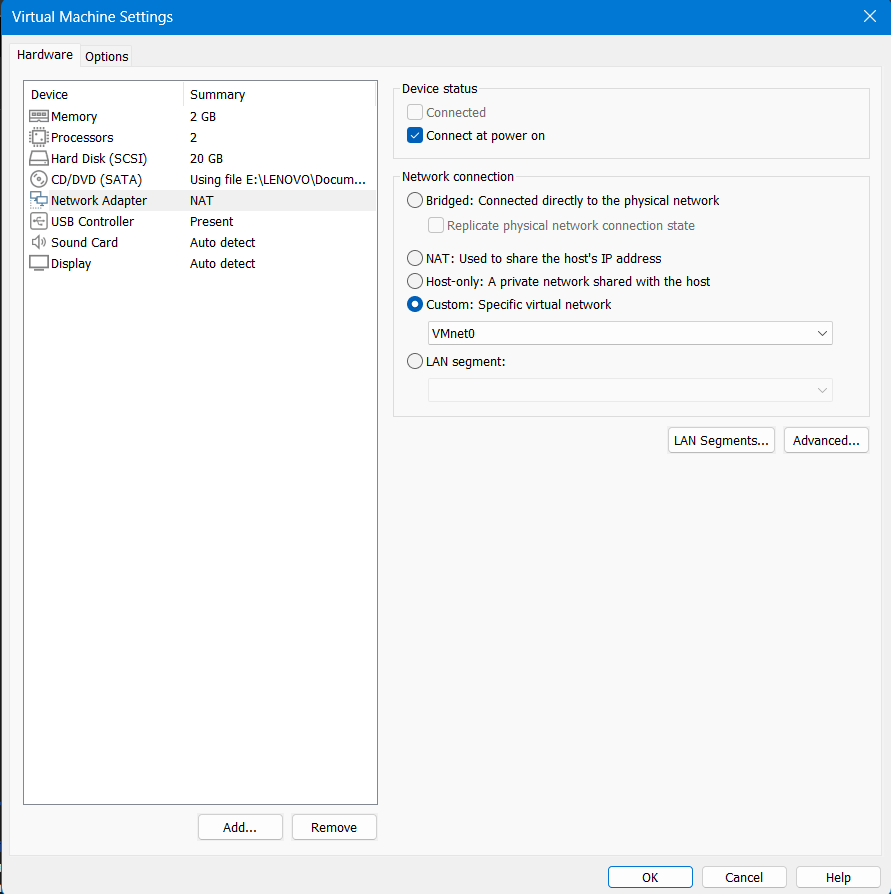 Virtual Machine Settings
Hardware
Options
Device Summary
Memory 2 GB
Processors 2
Hard Disk (SCSI) 20 GB
CD/DVD (SATA) Using file E:\LENOVO\Docum...
Network Adapter NAT
USB Controller Present
Sound Card Auto detect
Display Auto detect
Add...
Remove
Device status
Connected
Connect at power on
Network connection
Bridged: Connected directly to the physical network
Replicate physical network connection state
NAT: Used to share the host's IP address
Host-only: A private network shared with the host
Custom: Specific virtual network
VMnet0
LAN segment:
LAN Segments...
Advanced...
OK
Cancel
Help